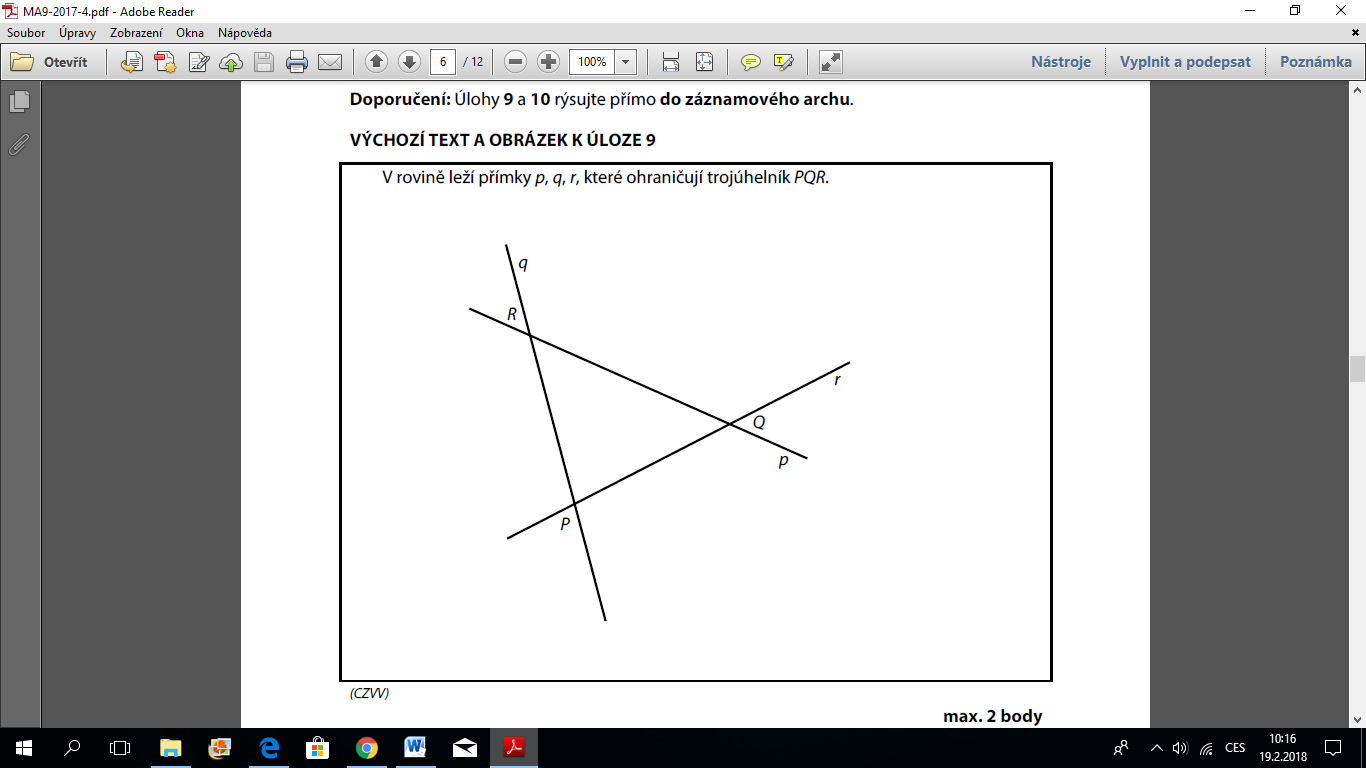 MA9-2017-4.pdf - Adobe Reader
Soubor Úpravy Zobrazení Okna Nápověda
Otevřít 6 / 12 100% Nástroje Vyplnit a podepsat Poznámka
Doporučení: Úlohy 9 a 10 rýsujte přímo do záznamového archu.
VÝCHOZÍ TEXT A OBRÁZEK K ÚLOZE 9
V rovině leží přímky p, q, r, které ohraničují trojúhelník PQR.
q
R
r
Q
p
P
(CZVV)
max. 2 body
CES
10:16
19.2.2018